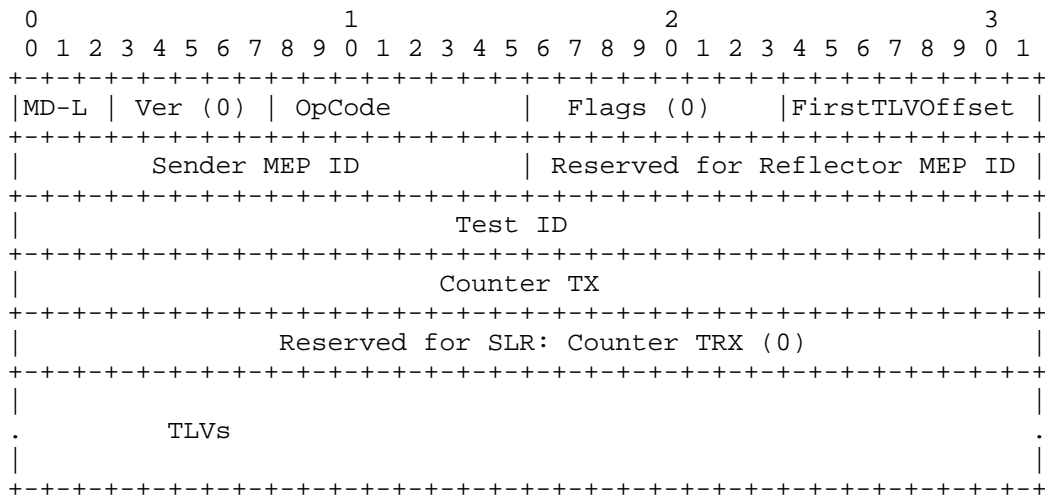 0                   1                   2                   3
 0 1 2 3 4 5 6 7 8 9 0 1 2 3 4 5 6 7 8 9 0 1 2 3 4 5 6 7 8 9 0 1
+-+-+-+-+-+-+-+-+-+-+-+-+-+-+-+-+-+-+-+-+-+-+-+-+-+-+-+-+-+-+-+-+
|MD-L | Ver (0) | OpCode        |  Flags (0)    |FirstTLVOffset |
+-+-+-+-+-+-+-+-+-+-+-+-+-+-+-+-+-+-+-+-+-+-+-+-+-+-+-+-+-+-+-+-+
|        Sender MEP ID          | Reserved for Reflector MEP ID |
+-+-+-+-+-+-+-+-+-+-+-+-+-+-+-+-+-+-+-+-+-+-+-+-+-+-+-+-+-+-+-+-+
|                           Test ID                             |
+-+-+-+-+-+-+-+-+-+-+-+-+-+-+-+-+-+-+-+-+-+-+-+-+-+-+-+-+-+-+-+-+
|                          Counter TX                           |
+-+-+-+-+-+-+-+-+-+-+-+-+-+-+-+-+-+-+-+-+-+-+-+-+-+-+-+-+-+-+-+-+
|                Reserved for SLR: Counter TRX (0)              |
+-+-+-+-+-+-+-+-+-+-+-+-+-+-+-+-+-+-+-+-+-+-+-+-+-+-+-+-+-+-+-+-+
|                                                               |
.         TLVs                                                  .
|                                                               |
+-+-+-+-+-+-+-+-+-+-+-+-+-+-+-+-+-+-+-+-+-+-+-+-+-+-+-+-+-+-+-+-+